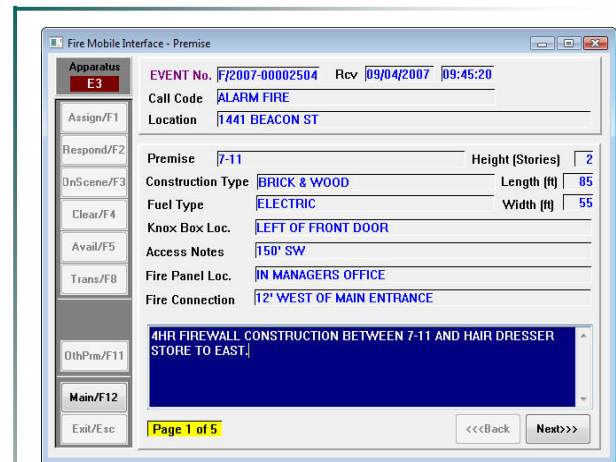 Fire Mobile Interface - Premise
Apparatus
E3
EVENT No. F/2007-00002504 Rcv 09/04/2007 09:45:20
Call Code ALARM FIRE
Location 1441 BEACON ST
Assign/F1
Respond/F2
OnScene/F3
Clear/F4
Avail/F5
Trans/F8
OthPrm/F11
Main/F12
Exit/Esc
Premise 7-11 Height (Stories) 2
Construction Type BRICK & WOOD Length (ft) 85
Fuel Type ELECTRIC Width (ft) 55
Knox Box Loc. LEFT OF FRONT DOOR
Access Notes 150' SW
Fire Panel Loc. IN MANAGERS OFFICE
Fire Connection 12' WEST OF MAIN ENTRANCE
4HR FIREWALL CONSTRUCTION BETWEEN 7-11 AND HAIR DRESSER
STORE TO EAST.
Page 1 of 5 <<<Back Next>>>